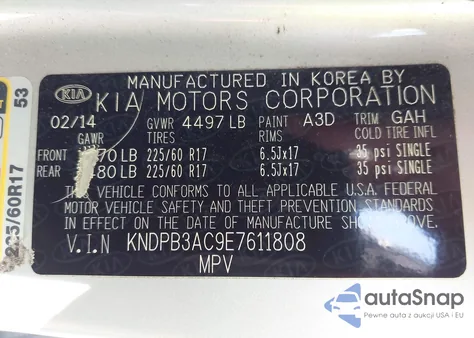 MANUFACTURED IN KOREA BY
KIA KIA MOTORS CORPORATION
02/14 GVWR 4497 LB PAINT A3D TRIM GAH
GAWR TIRES RIMS COLD TIRE INFL
FRONT 70 LB 225/60 R17 6.5Jx17 35 psi SINGLE
REAR 80 LB 225/60 R17 6.5Jx17 35 psi SINGLE
THE VEHICLE CONFORMS TO ALL APPLICABLE U.S.A. FEDERAL
MOTOR VEHICLE SAFETY AND THEFT PREVENTION STANDARDS
IN EFFECT ON THE DATE OF MANUFACTURE SHOWN ABOVE.
V.I.N KNDPB3AC9E7611808
MPV
53
225/60R17
autoSnap
Pewne auta z USA i EU